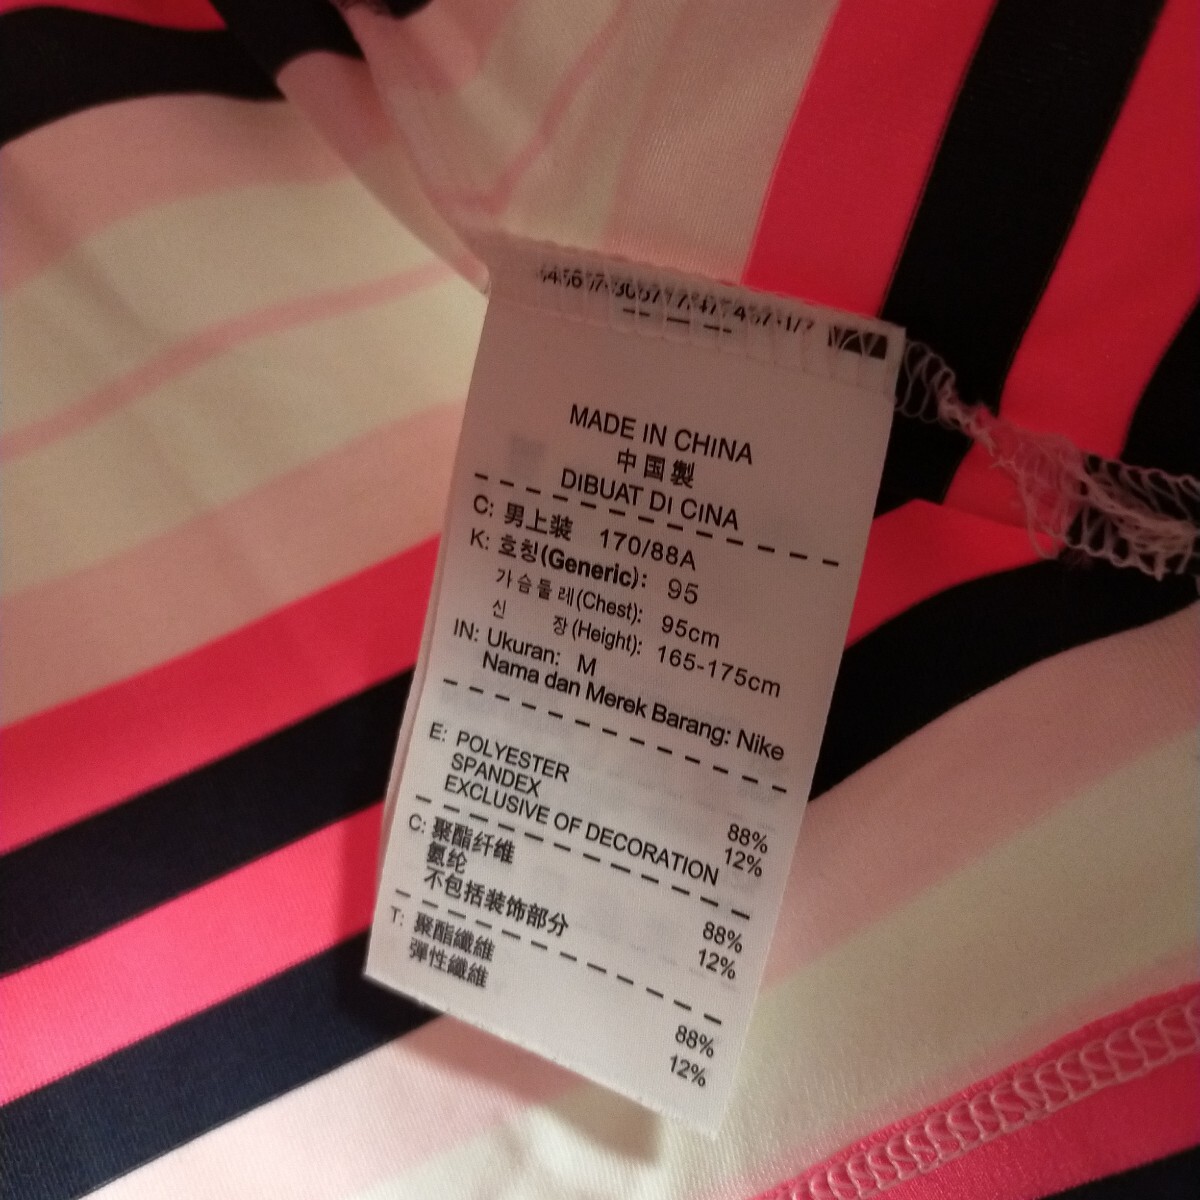 MADE IN CHINA
中国製
DIBUAT DI CINA
C: 男上装 170/88A
K: 호칭(Generic): 95
가슴둘레(Chest): 95cm
신 장(Height): 165-175cm
IN: Ukuran: M
Nama dan Merek Barang: Nike
E: POLYESTER 88%
SPANDEX 12%
EXCLUSIVE OF DECORATION
C: 聚酯纤维 88%
氨纶 12%
不包括装饰部分
T: 聚酯纖維 88%
彈性纖維 12%